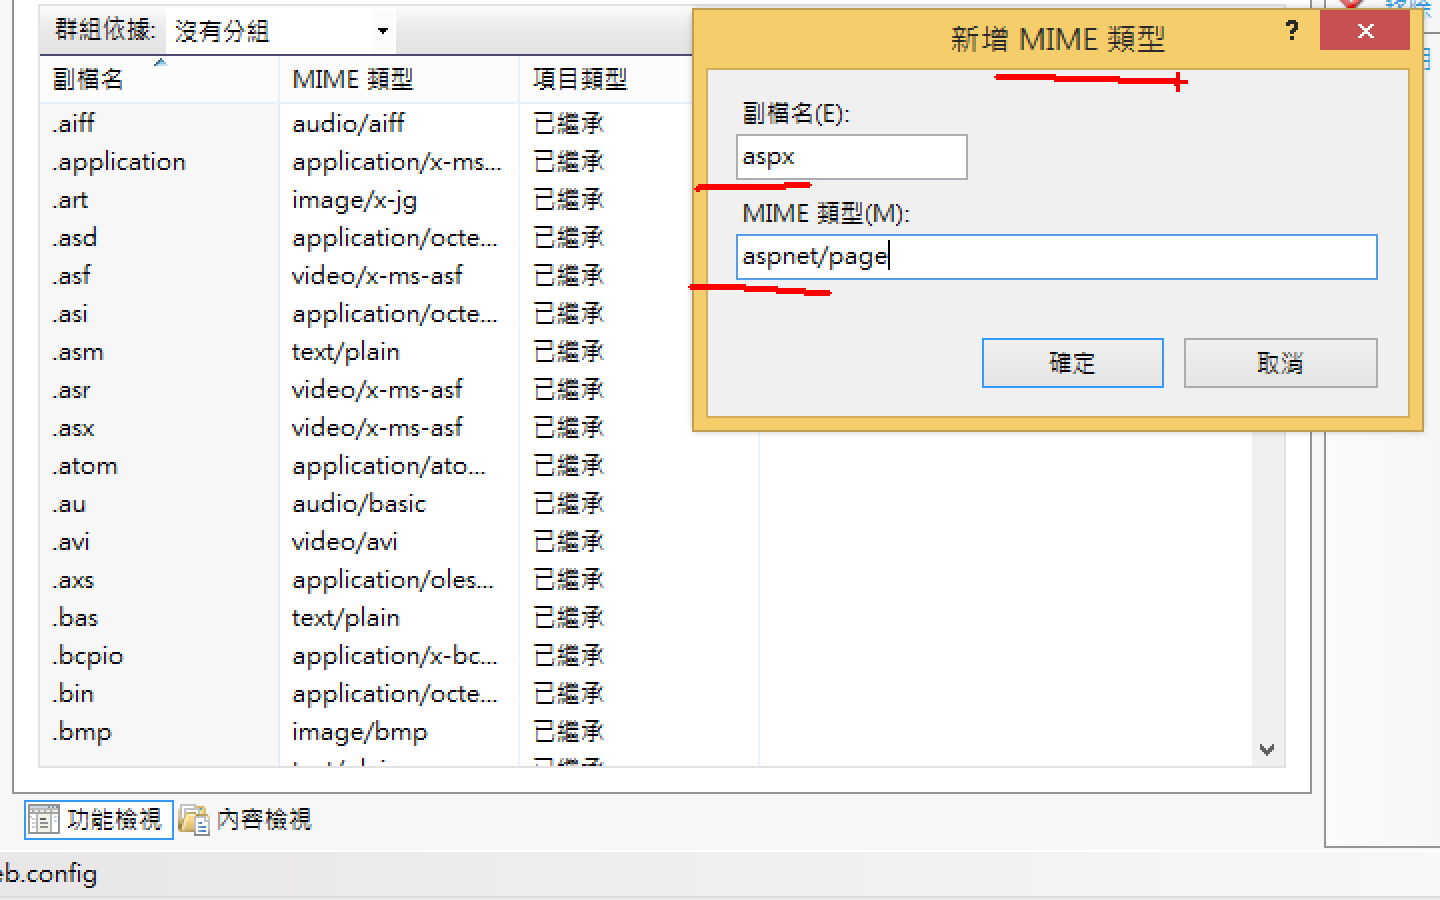 群組依據: 沒有分組
副檔名 MIME 類型 項目類型
.aiff audio/aiff 已繼承
.application application/x-ms... 已繼承
.art image/x-jg 已繼承
.asd application/octe... 已繼承
.asf video/x-ms-asf 已繼承
.asi application/octe... 已繼承
.asm text/plain 已繼承
.asr video/x-ms-asf 已繼承
.asx video/x-ms-asf 已繼承
.atom application/ato... 已繼承
.au audio/basic 已繼承
.avi video/avi 已繼承
.axs application/oles... 已繼承
.bas text/plain 已繼承
.bcpio application/x-bc... 已繼承
.bin application/octe... 已繼承
.bmp image/bmp 已繼承
新增 MIME 類型 ?
副檔名(E):
aspx
MIME 類型(M):
aspnet/page
確定 取消
功能檢視 內容檢視
eb.config